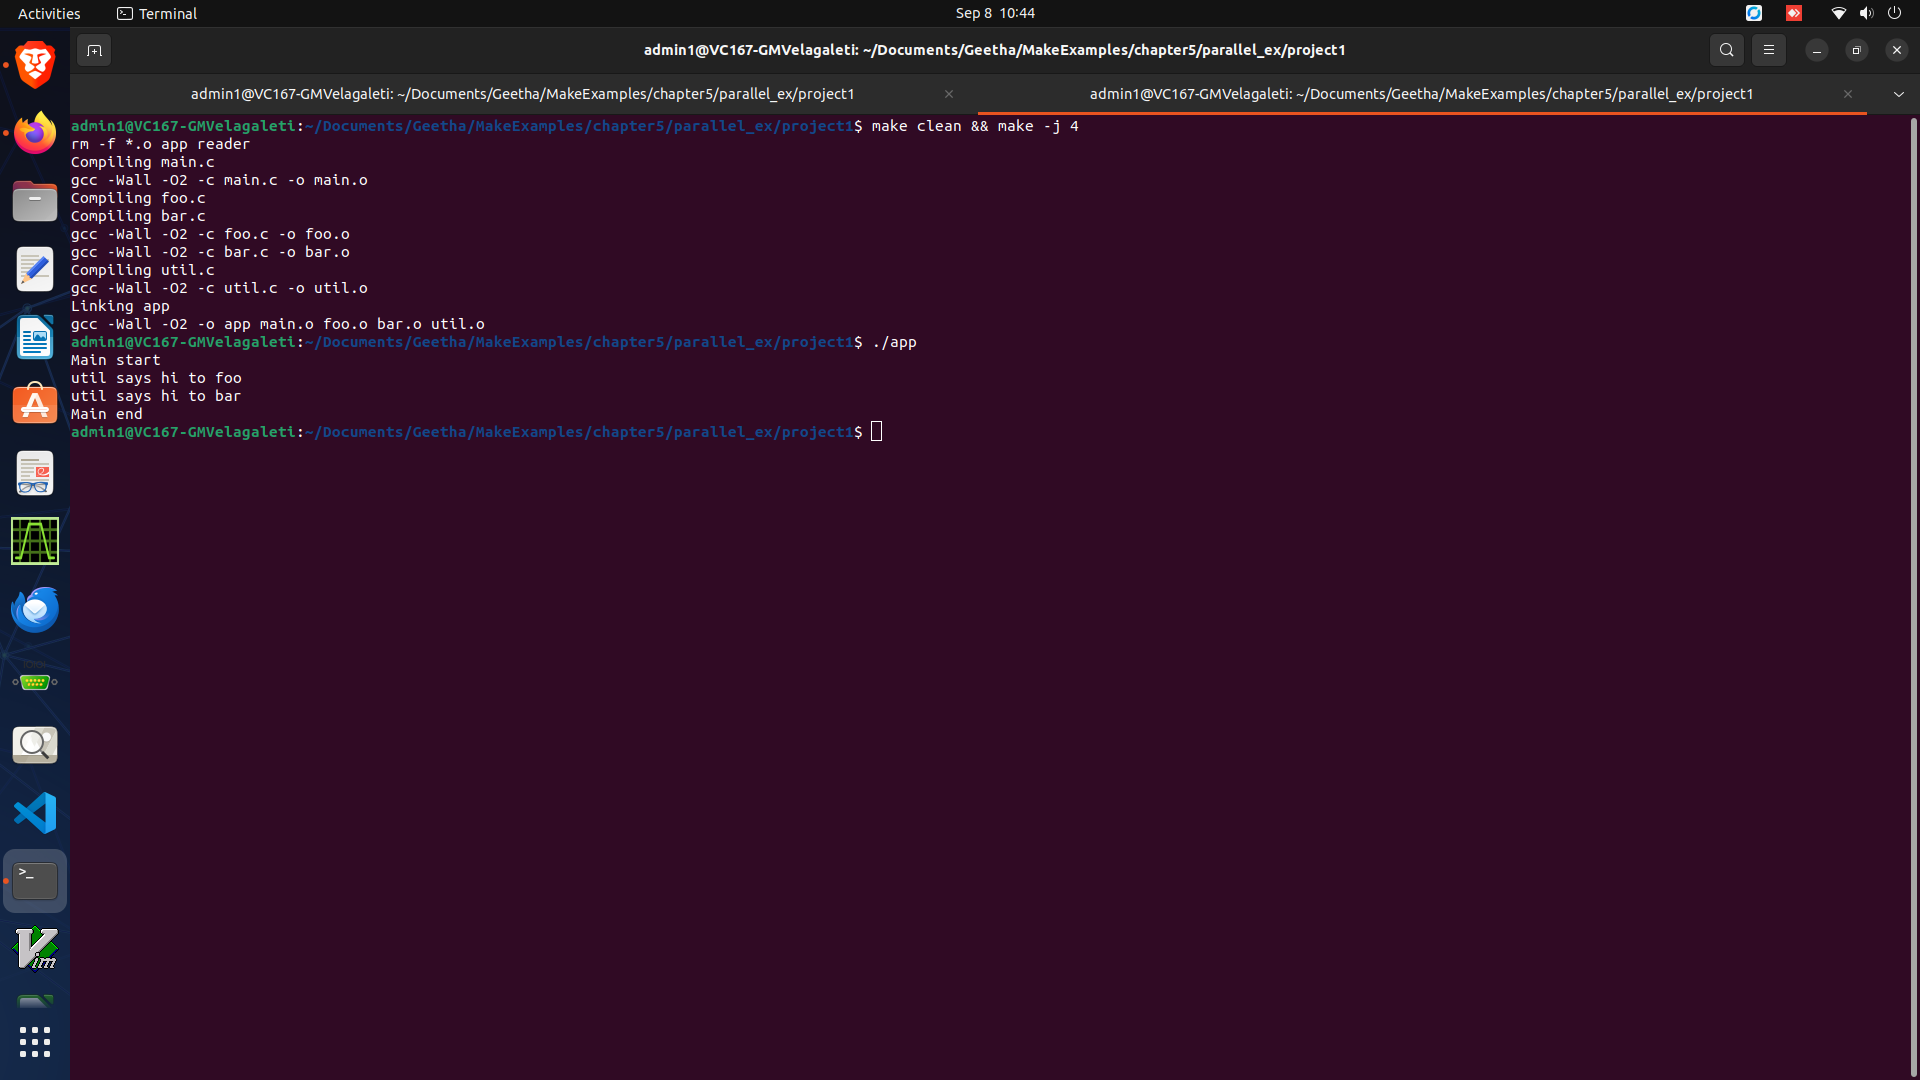 Activities
Terminal
Sep 8 10:44
admin1@VC167-GMVelagaleti: ~/Documents/Geetha/MakeExamples/chapter5/parallel_ex/project1
admin1@VC167-GMVelagaleti: ~/Documents/Geetha/MakeExamples/chapter5/parallel_ex/project1
admin1@VC167-GMVelagaleti: ~/Documents/Geetha/MakeExamples/chapter5/parallel_ex/project1
admin1@VC167-GMVelagaleti:~/Documents/Geetha/MakeExamples/chapter5/parallel_ex/project1$ make clean && make -j 4
rm -f *.o app reader
Compiling main.c
gcc -Wall -O2 -c main.c -o main.o
Compiling foo.c
Compiling bar.c
gcc -Wall -O2 -c foo.c -o foo.o
gcc -Wall -O2 -c bar.c -o bar.o
Compiling util.c
gcc -Wall -O2 -c util.c -o util.o
Linking app
gcc -Wall -O2 -o app main.o foo.o bar.o util.o
admin1@VC167-GMVelagaleti:~/Documents/Geetha/MakeExamples/chapter5/parallel_ex/project1$ ./app
Main start
util says hi to foo
util says hi to bar
Main end
admin1@VC167-GMVelagaleti:~/Documents/Geetha/MakeExamples/chapter5/parallel_ex/project1$
>_
Vim